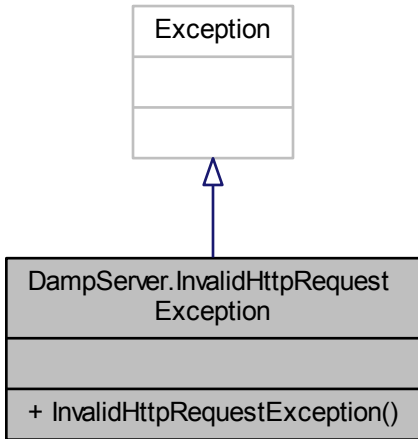 Exception
DampServer.InvalidHttpRequest
Exception
+ InvalidHttpRequestException()